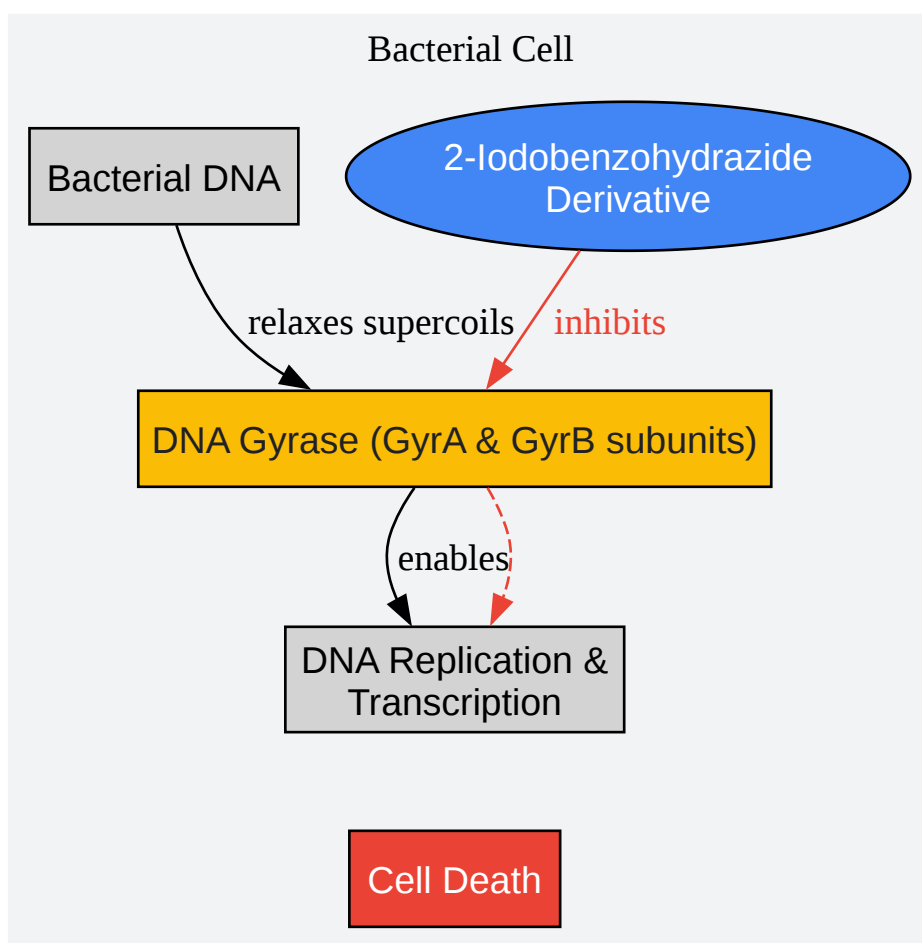 Bacterial Cell
Bacterial DNA
2-Iodobenzohydrazide
Derivative
relaxes supercoils
inhibits
DNA Gyrase (GyrA & GyrB subunits)
enables
DNA Replication &
Transcription
Cell Death